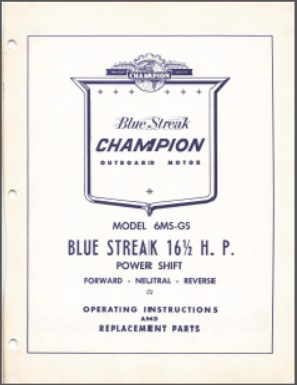 CHAMPION
Blue Streak
CHAMPION
OUTBOARD MOTOR
MODEL 6MS-GS
BLUE STREAK 16½ H. P.
POWER SHIFT
FORWARD - NEUTRAL - REVERSE
OPERATING INSTRUCTIONS
AND
REPLACEMENT PARTS